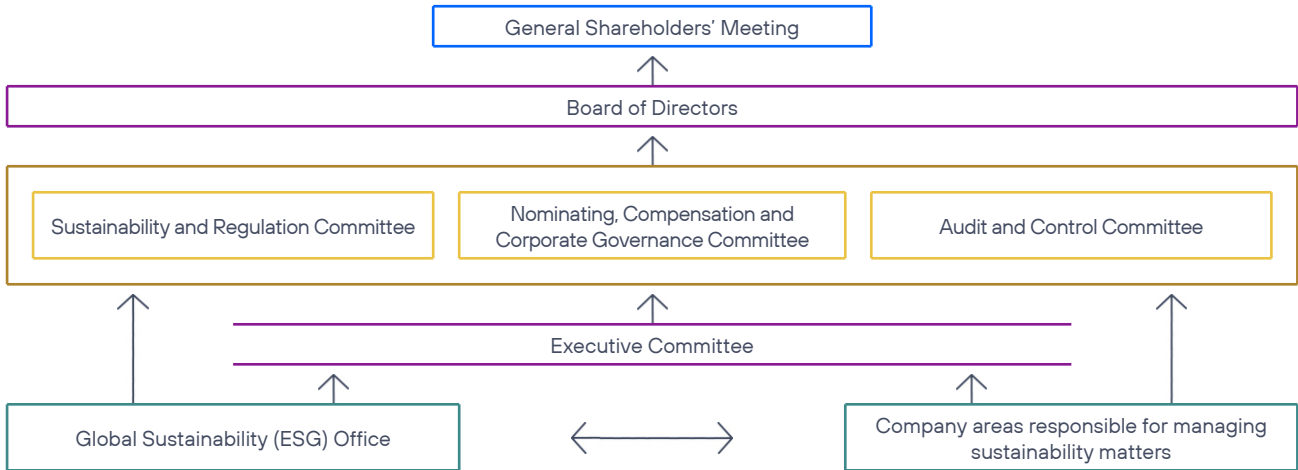 General Shareholders’ Meeting
Board of Directors
Sustainability and Regulation Committee
Nominating, Compensation and
Corporate Governance Committee
Audit and Control Committee
Executive Committee
Global Sustainability (ESG) Office
Company areas responsible for managing
sustainability matters